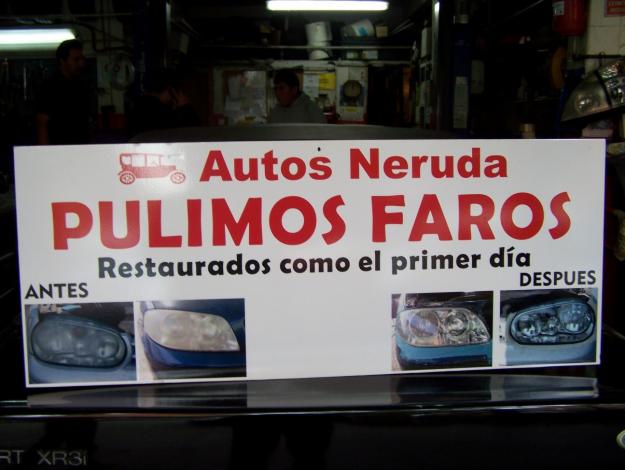 Autos Neruda
PULIMOS FAROS
Restaurados como el primer día
ANTES
DESPUES
RT XR3i